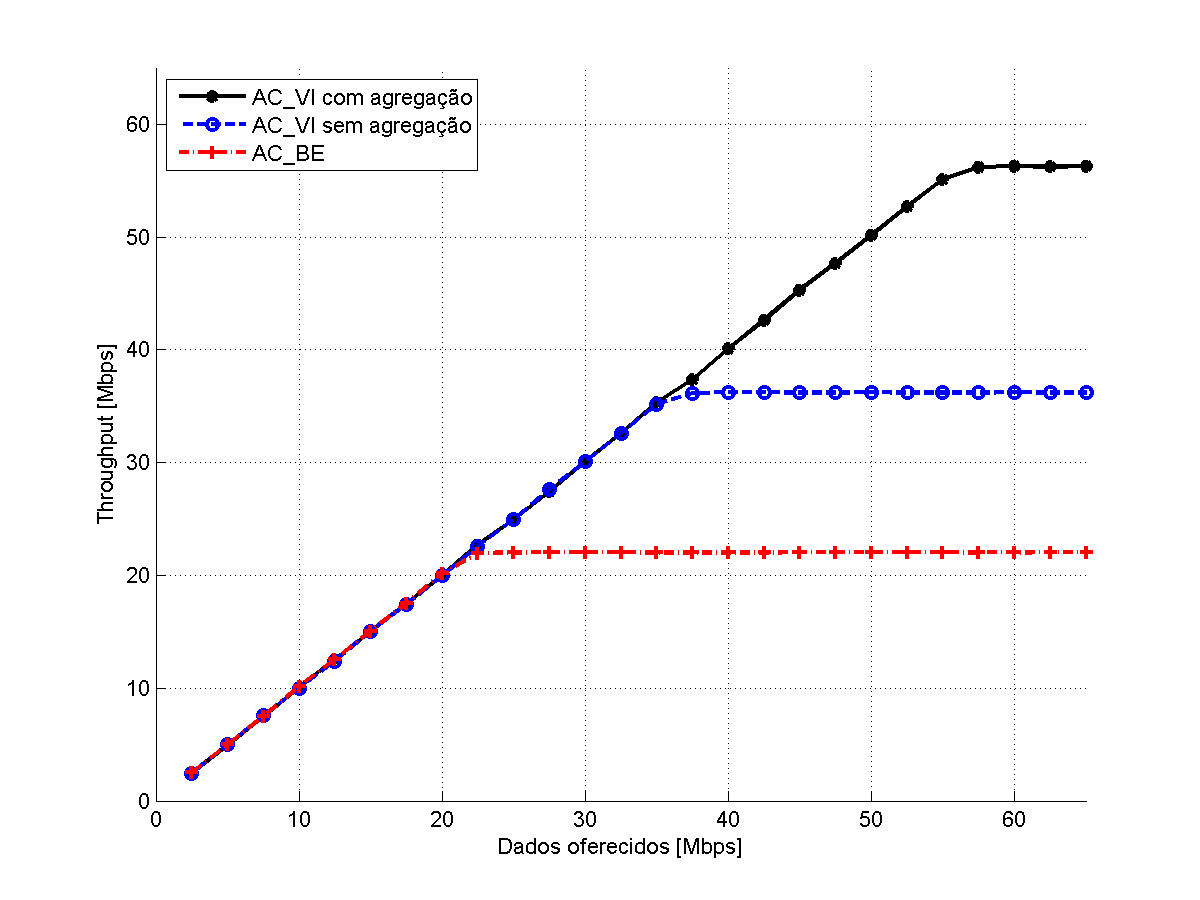 AC_VI com agregação
AC_VI sem agregação
AC_BE
60
50
40
30
20
10
0
Throughput [Mbps]
0 10 20 30 40 50 60
Dados oferecidos [Mbps]